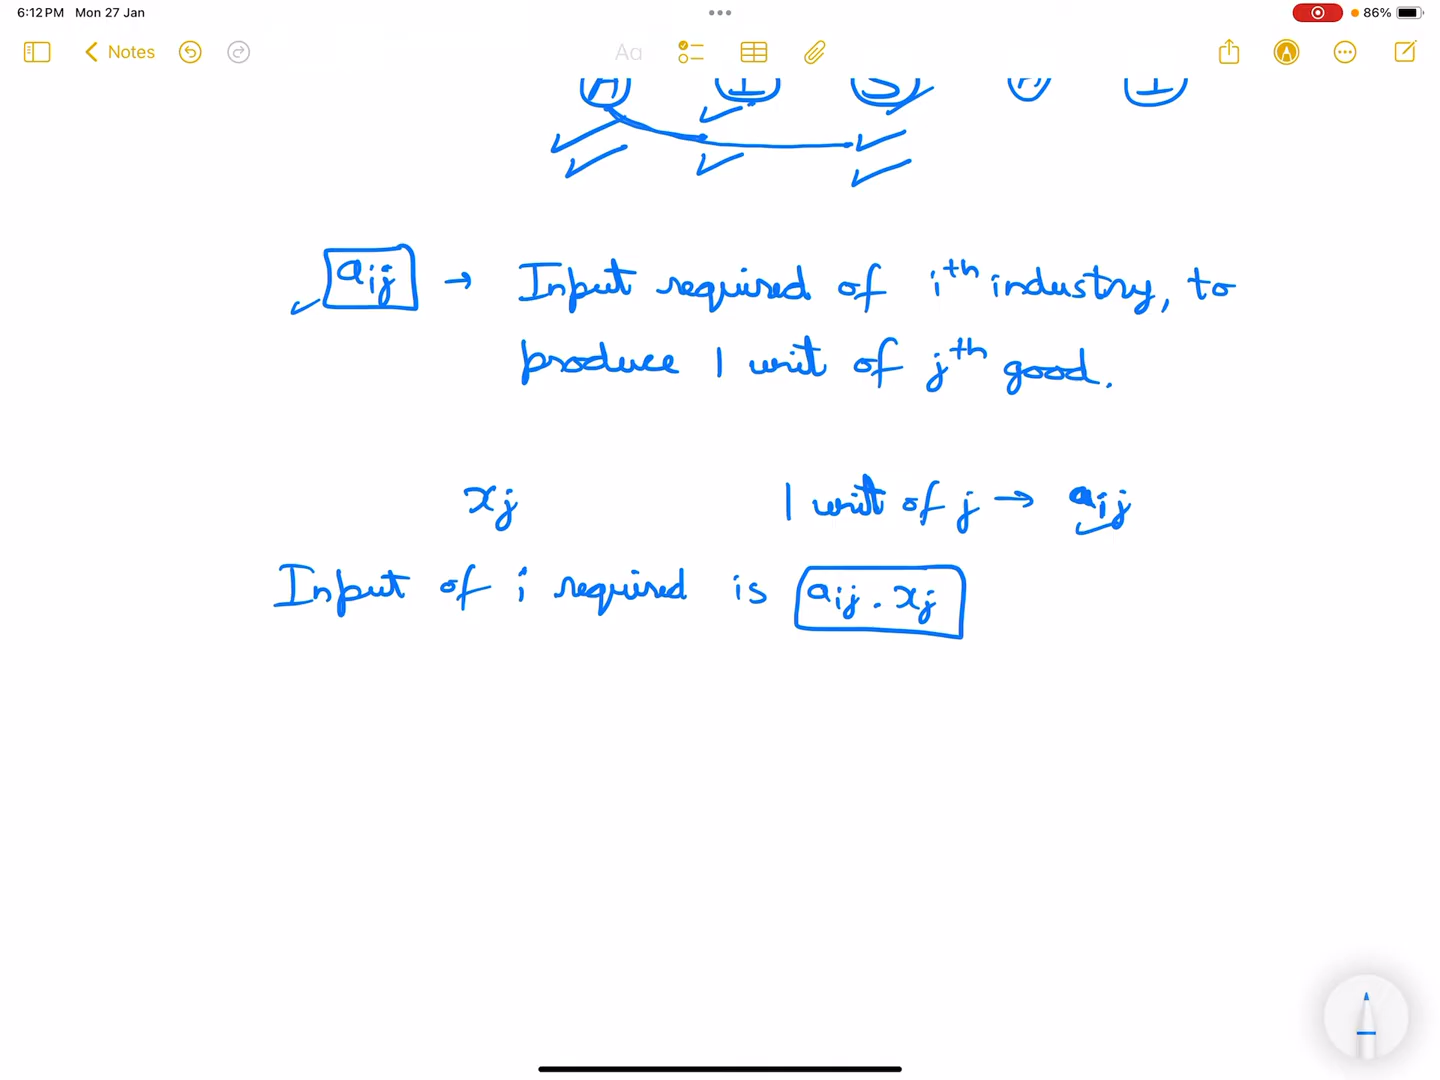 6:12 PM Mon 27 Jan
86%
Notes
Aa
A I S A I
aij → Input required of ith industry, to
produce 1 unit of jth good.
xj 1 unit of j → aij
Input of i required is aij . xj